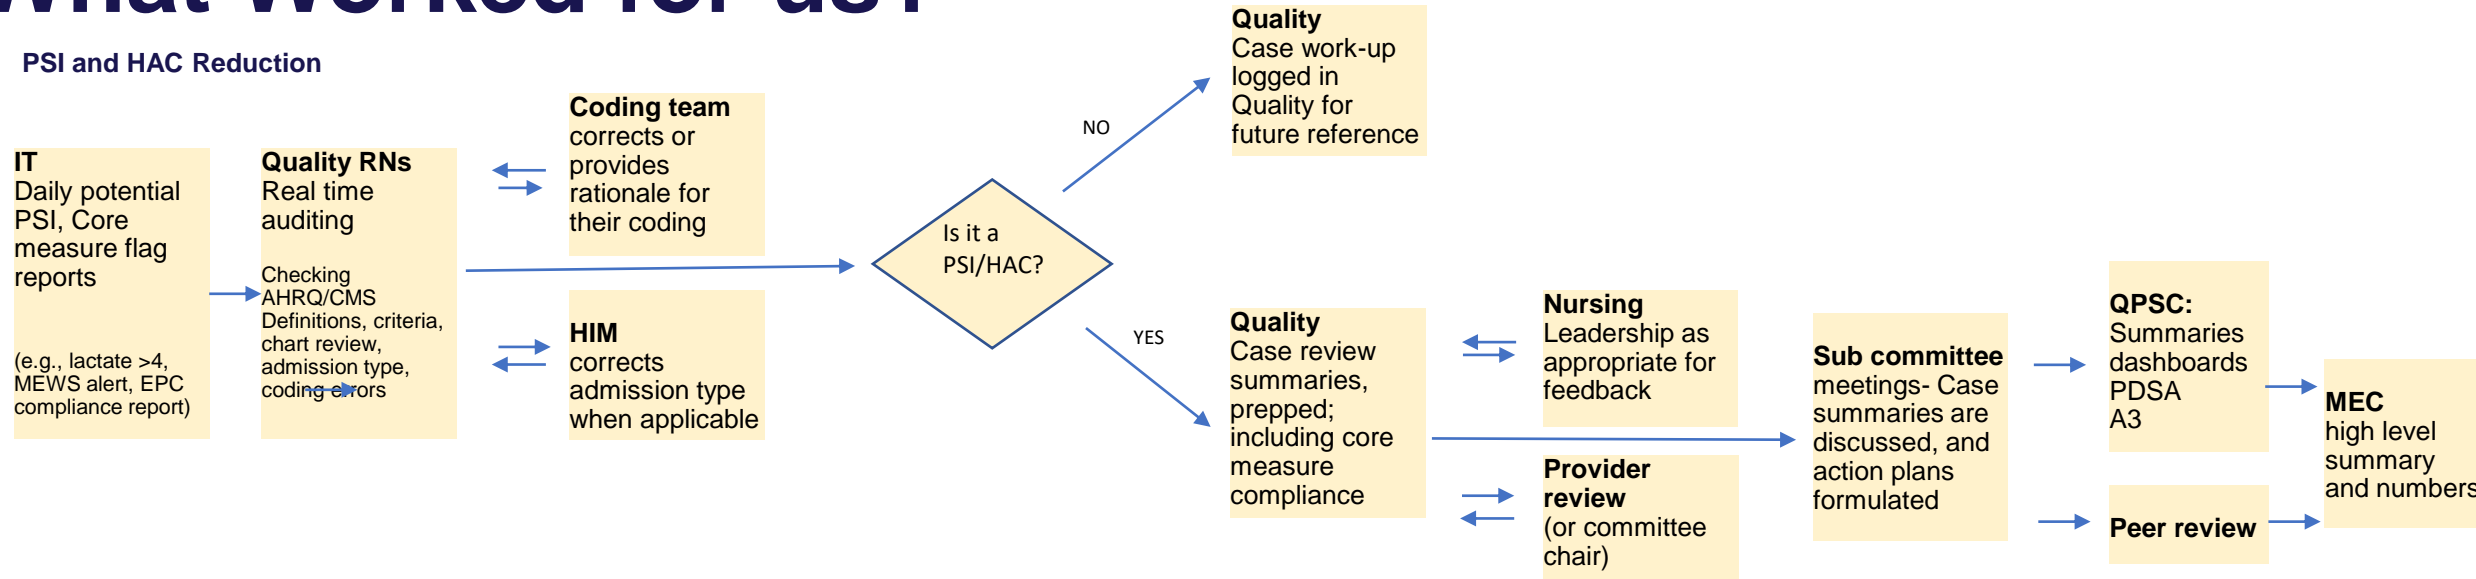 What Worked for us?
PSI and HAC Reduction
IT
Daily potential
PSI, Core
measure flag
reports
(e.g., lactate >4,
MEWS alert, EPC
compliance report)
Quality RNs
Real time
auditing
Checking
AHRQ/CMS
Definitions, criteria,
chart review,
admission type,
coding errors
Coding team
corrects or
provides
rationale for
their coding
HIM
corrects
admission type
when applicable
Is it a
PSI/HAC?
NO
Quality
Case work-up
logged in
Quality for
future reference
YES
Quality
Case review
summaries,
prepped;
including core
measure
compliance
Nursing
Leadership as
appropriate for
feedback
Provider
review
(or committee
chair)
Sub committee
meetings- Case
summaries are
discussed, and
action plans
formulated
QPSC:
Summaries
dashboards
PDSA
A3
Peer review
MEC
high level
summary
and numbers